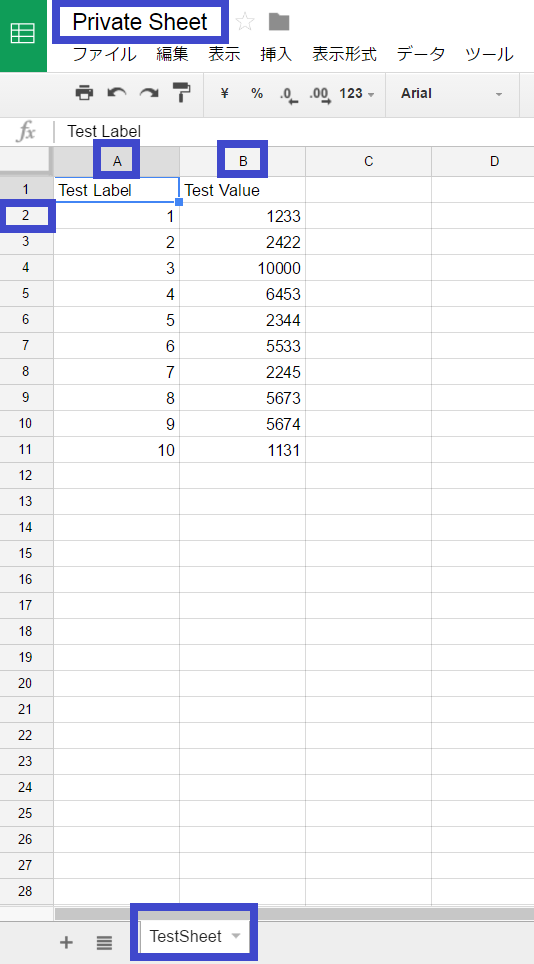 Private Sheet
ファイル 編集 表示 挿入 表示形式 データ ツール
¥ % .0 .00 123 Arial
fx Test Label
A B C D
1 Test Label Test Value
2 1 1233
3 2 2422
4 3 10000
5 4 6453
6 5 2344
7 6 5533
8 7 2245
9 8 5673
10 9 5674
11 10 1131
12
13
14
15
16
17
18
19
20
21
22
23
24
25
26
27
28
TestSheet